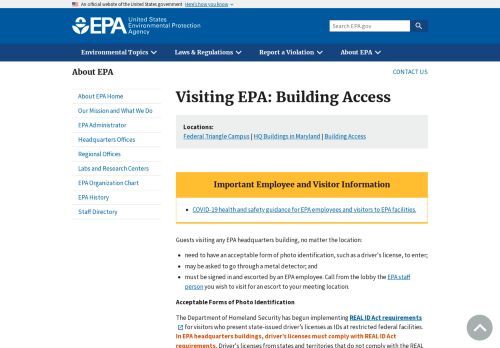 An official website of the United States government Here's how you know
EPA United States
Environmental Protection
Agency
Search EPA.gov
Environmental Topics Laws & Regulations Report a Violation About EPA
About EPA
CONTACT US
About EPA Home
Our Mission and What We Do
EPA Administrator
Headquarters Offices
Regional Offices
Labs and Research Centers
EPA Organization Chart
EPA History
Staff Directory
Visiting EPA: Building Access
Locations:
Federal Triangle Campus | HQ Buildings in Maryland | Building Access
Important Employee and Visitor Information
COVID-19 health and safety guidance for EPA employees and visitors to EPA facilities.
Guests visiting any EPA headquarters building, no matter the location:
need to have an acceptable form of photo identification, such as a driver's license, to enter;
may be asked to go through a metal detector; and
must be signed in and escorted by an EPA employee. Call from the lobby the EPA staff
person you wish to visit for an escort to your meeting location.
Acceptable Forms of Photo Identification
The Department of Homeland Security has begun implementing REAL ID Act requirements
for visitors who present state-issued driver's licenses as IDs at restricted federal facilities.
In EPA headquarters buildings, driver's licenses must comply with REAL ID Act
requirements. Driver's licenses from states and territories that do not comply with the REAL